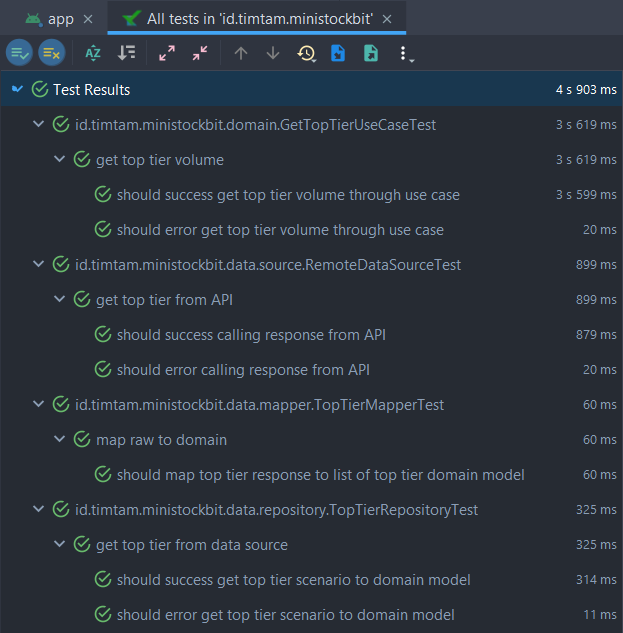 app All tests in 'id.timtam.ministockbit'
Test Results 4 s 903 ms
id.timtam.ministockbit.domain.GetTopTierUseCaseTest 3 s 619 ms
get top tier volume 3 s 619 ms
should success get top tier volume through use case 3 s 599 ms
should error get top tier volume through use case 20 ms
id.timtam.ministockbit.data.source.RemoteDataSourceTest 899 ms
get top tier from API 899 ms
should success calling response from API 879 ms
should error calling response from API 20 ms
id.timtam.ministockbit.data.mapper.TopTierMapperTest 60 ms
map raw to domain 60 ms
should map top tier response to list of top tier domain model 60 ms
id.timtam.ministockbit.data.repository.TopTierRepositoryTest 325 ms
get top tier from data source 325 ms
should success get top tier scenario to domain model 314 ms
should error get top tier scenario to domain model 11 ms